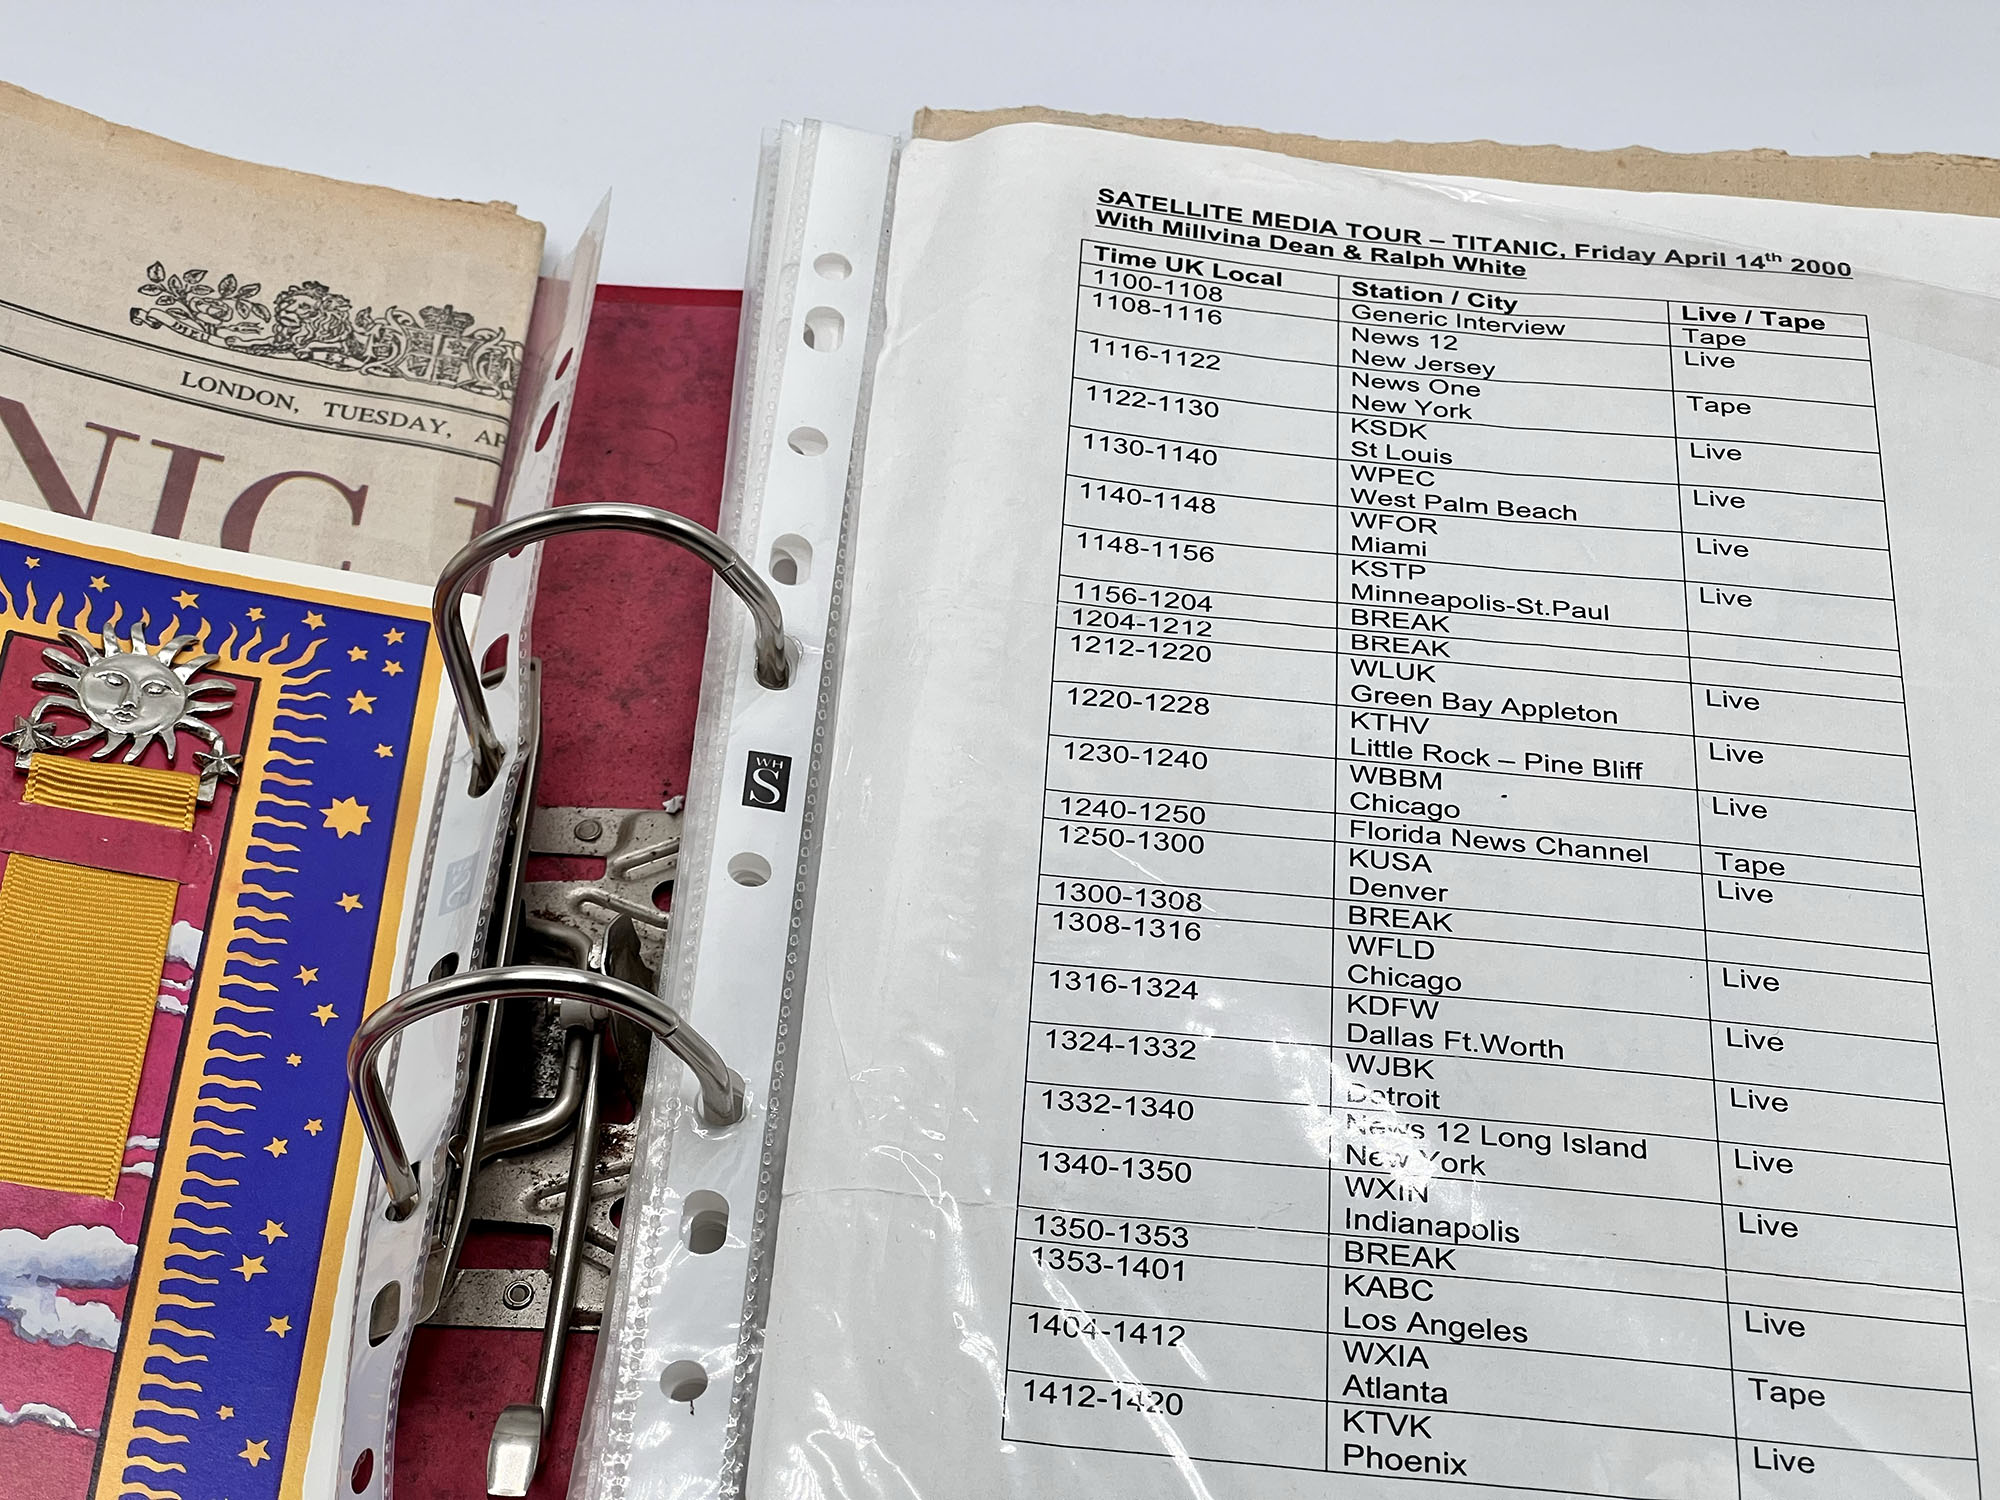 LONDON, TUESDAY, AP
NIC
WH
S
SATELLITE MEDIA TOUR – TITANIC, Friday April 14th 2000
With Millvina Dean & Ralph White
Time UK Local Station / City Live / Tape
1100-1108 Generic Interview Tape
1108-1116 News 12 Live
New Jersey
1116-1122 News One Tape
New York
1122-1130 KSDK Live
St Louis
1130-1140 WPEC Live
West Palm Beach
1140-1148 WFOR Live
Miami
1148-1156 KSTP Live
Minneapolis-St.Paul
1156-1204 BREAK
1204-1212 BREAK
1212-1220 WLUK Live
Green Bay Appleton
1220-1228 KTHV Live
Little Rock – Pine Bliff
1230-1240 WBBM Live
Chicago
1240-1250 Florida News Channel Tape
1250-1300 KUSA Live
Denver
1300-1308 BREAK
1308-1316 WFLD Live
Chicago
1316-1324 KDFW Live
Dallas Ft.Worth
1324-1332 WJBK Live
Detroit
1332-1340 News 12 Long Island Live
New York
1340-1350 WXIN Live
Indianapolis
1350-1353 BREAK
1353-1401 KABC Live
Los Angeles
1404-1412 WXIA Tape
Atlanta
1412-1420 KTVK Live
Phoenix